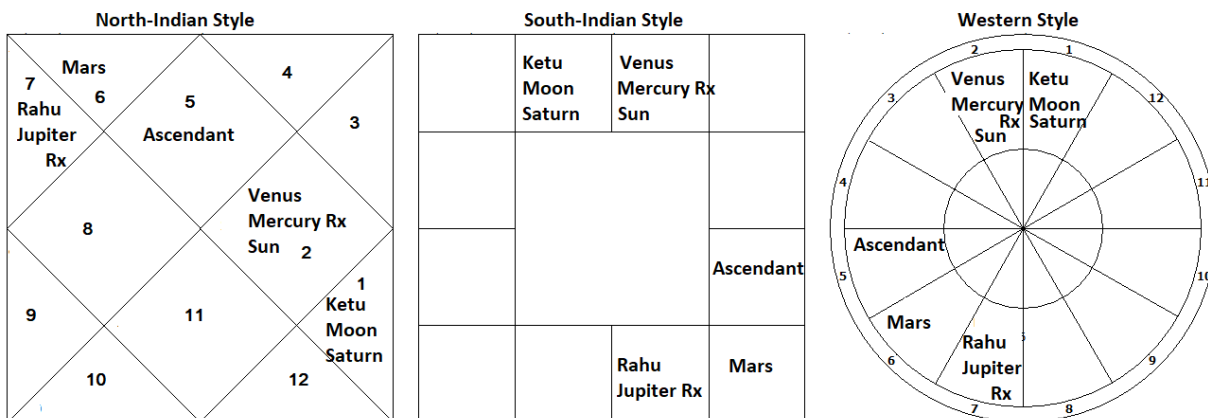 North-Indian Style
7
Mars
6
5
4
3
Rahu
Jupiter
Rx
Ascendant
8
Venus
Mercury Rx
Sun
2
1
Ketu
Moon
Saturn
9
11
10
12
South-Indian Style
Ketu
Moon
Saturn
Venus
Mercury Rx
Sun
Ascendant
Rahu
Jupiter Rx
Mars
Western Style
2
1
3
12
Venus
Mercury
Rx
Sun
Ketu
Moon
Saturn
4
11
Ascendant
5
10
Mars
Rahu
Jupiter
Rx
6
9
7
8